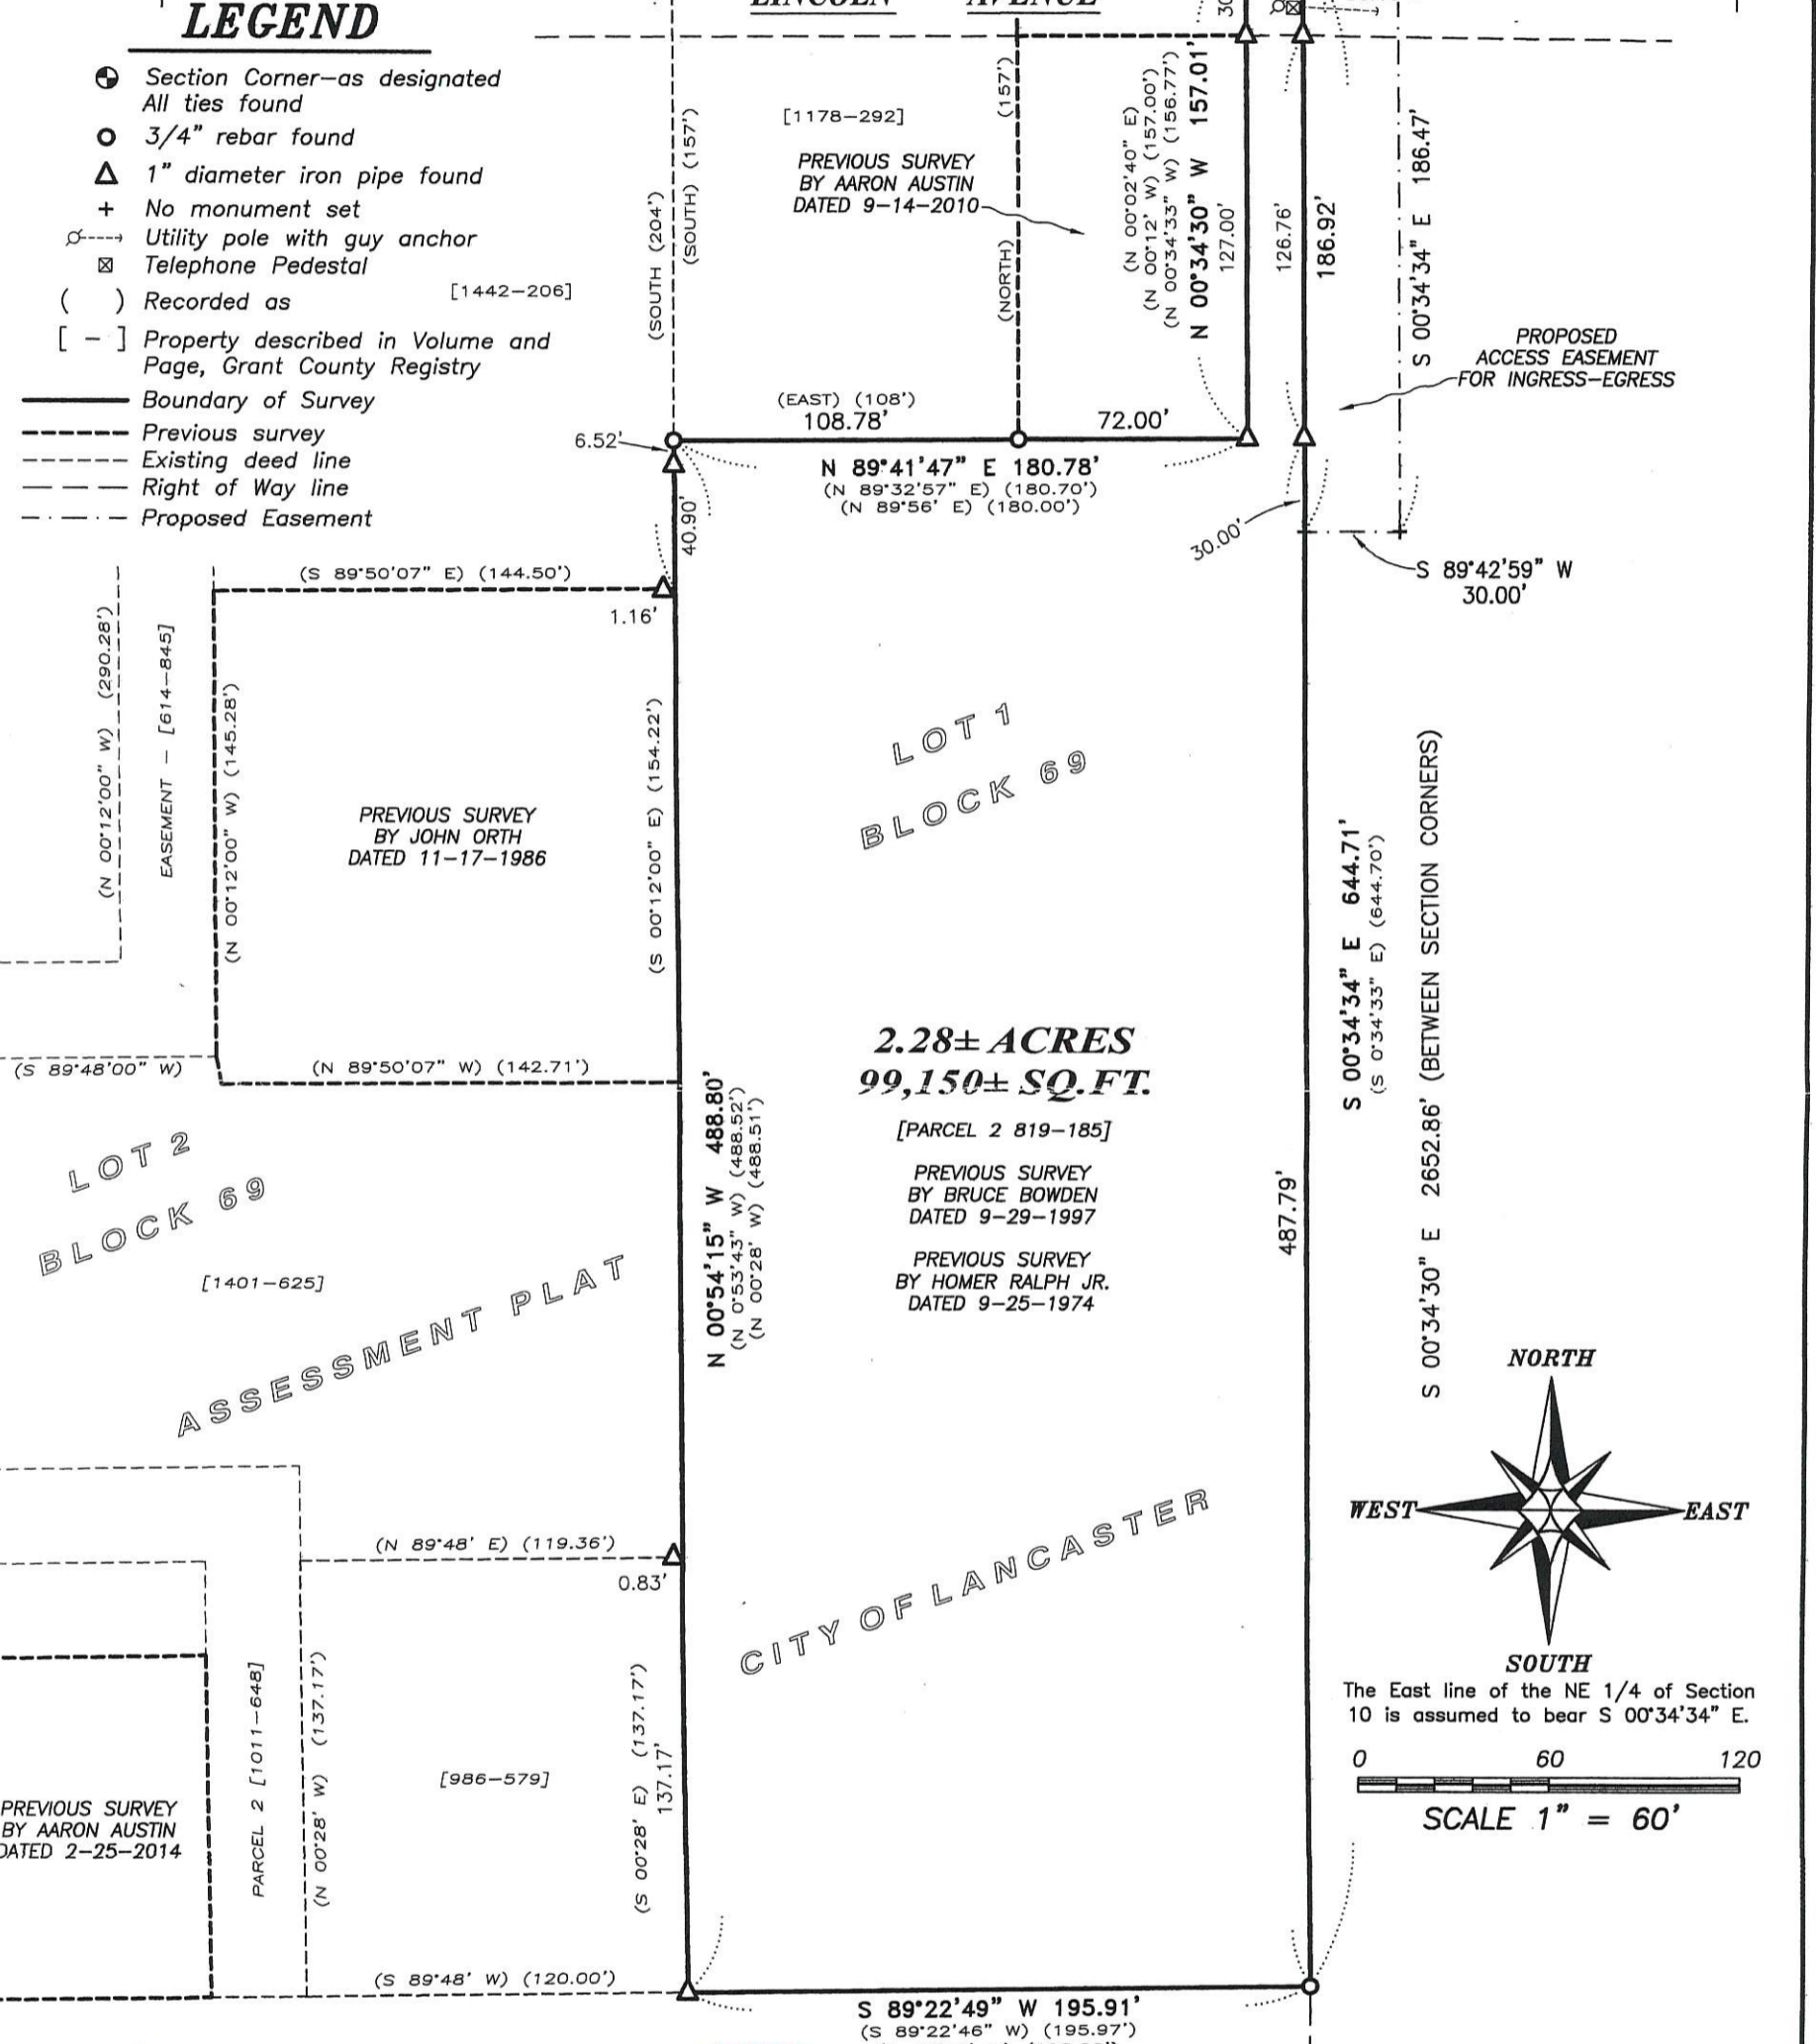 LINCOLN AVENUE
LEGEND
Section Corner—as designated
All ties found
3/4" rebar found
1" diameter iron pipe found
+ No monument set
Utility pole with guy anchor
Telephone Pedestal
( ) Recorded as
[ - ] Property described in Volume and
Page, Grant County Registry
Boundary of Survey
Previous survey
Existing deed line
Right of Way line
Proposed Easement
[1442-206]
(SOUTH) (157')
(SOUTH (204')
[1178-292]
PREVIOUS SURVEY
BY AARON AUSTIN
DATED 9-14-2010
(157')
(NORTH)
(N 00°02'40" E)
(N 00°12' W) (157.00')
(N 00°34'33" W) (156.77')
N 00°34'30" W 157.01'
127.00'
30
126.76'
186.92'
S 00°34'34" E 186.47'
PROPOSED
ACCESS EASEMENT
FOR INGRESS-EGRESS
(EAST) (108')
108.78'
72.00'
6.52'
N 89°41'47" E 180.78'
(N 89°32'57" E) (180.70')
(N 89°56' E) (180.00')
40.90'
30.00'
S 89°42'59" W
30.00'
(S 89°50'07" E) (144.50')
1.16'
(N 00°12'00" W) (290.28')
EASEMENT - [614-845]
(N 00°12'00" W) (145.28')
PREVIOUS SURVEY
BY JOHN ORTH
DATED 11-17-1986
(S 00°12'00" E) (154.22')
LOT 1
BLOCK 69
S 00°34'34" E 644.71'
(S 0°34'33" E) (644.70')
S 00°34'30" E 2652.86' (BETWEEN SECTION CORNERS)
(S 89°48'00" W)
(N 89°50'07" W) (142.71')
2.28± ACRES
99,150± SQ.FT.
[PARCEL 2 819-185]
PREVIOUS SURVEY
BY BRUCE BOWDEN
DATED 9-29-1997
PREVIOUS SURVEY
BY HOMER RALPH JR.
DATED 9-25-1974
N 00°54'15" W 488.80'
(N 0°53'43" W) (488.52')
(N 00°28' W) (488.51')
487.79'
LOT 2
BLOCK 69
[1401-625]
ASSESSMENT PLAT
NORTH
WEST
EAST
SOUTH
The East line of the NE 1/4 of Section
10 is assumed to bear S 00°34'34" E.
0 60 120
SCALE 1" = 60'
CITY OF LANCASTER
(N 89°48' E) (119.36')
0.83'
PREVIOUS SURVEY
BY AARON AUSTIN
DATED 2-25-2014
PARCEL 2 [1011-648]
(N 00°28' W) (137.17')
[986-579]
(S 00°28' E) (137.17')
137.17'
(S 89°48' W) (120.00')
S 89°22'49" W 195.91'
(S 89°22'46" W) (195.97')